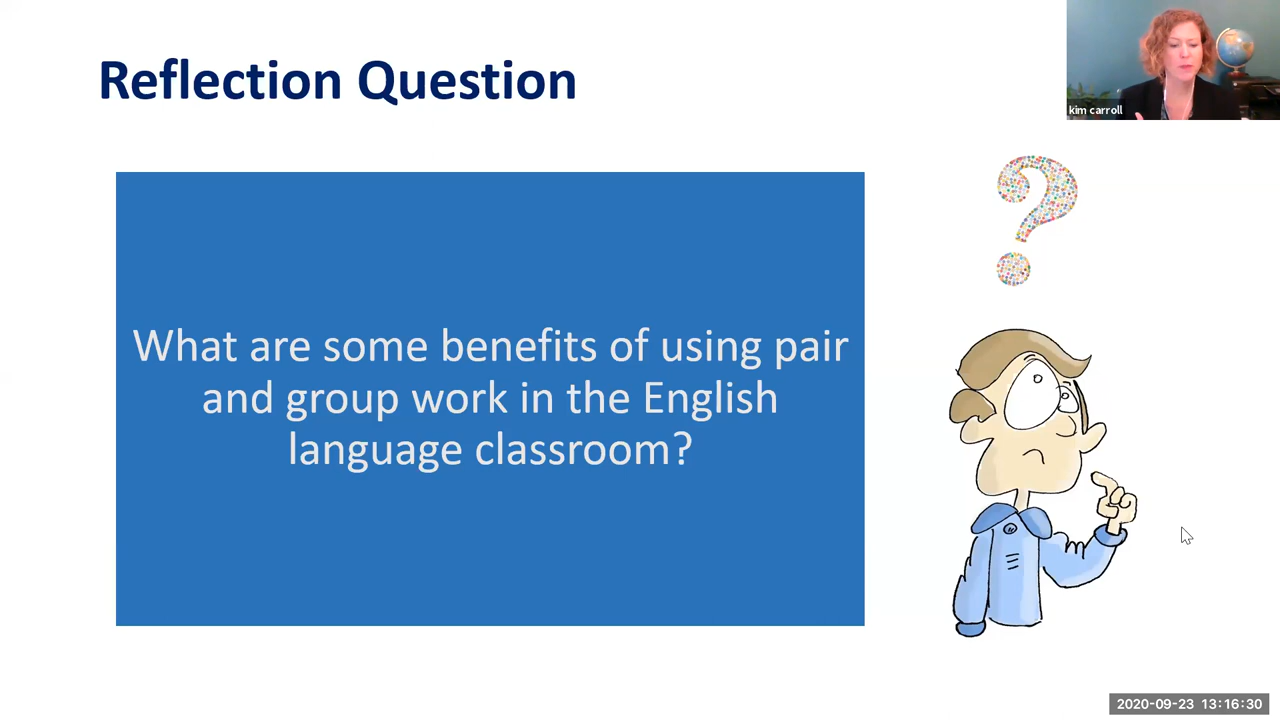 Reflection Question
kim carroll
What are some benefits of using pair
and group work in the English
language classroom?
2020-09-23 13:16:30